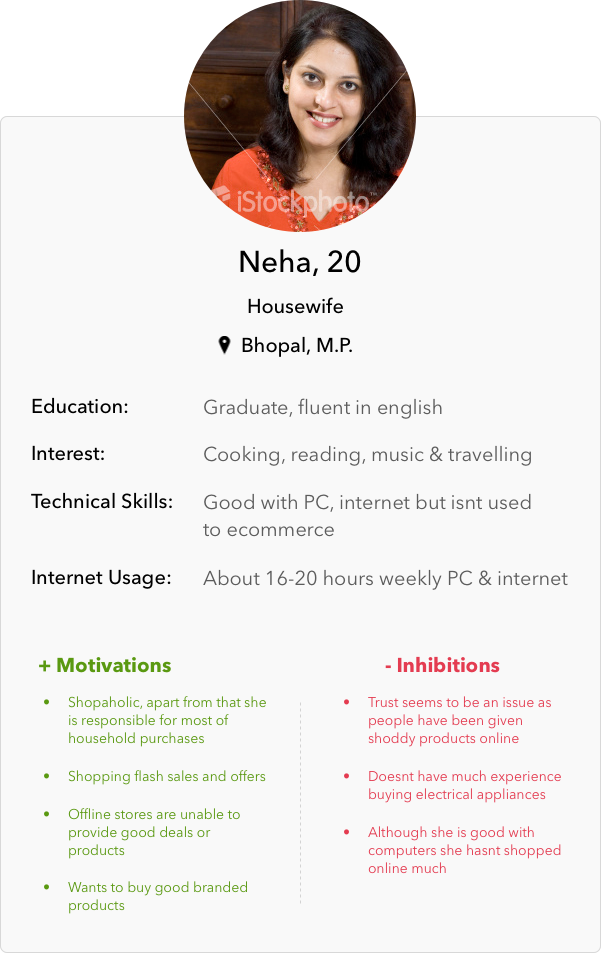 iStockphoto™
Neha, 20
Housewife
Bhopal, M.P.
Education: Graduate, fluent in english
Interest: Cooking, reading, music & travelling
Technical Skills: Good with PC, internet but isnt used
to ecommerce
Internet Usage: About 16-20 hours weekly PC & internet
+ Motivations
• Shopaholic, apart from that she
is responsible for most of
household purchases
• Shopping flash sales and offers
• Offline stores are unable to
provide good deals or
products
• Wants to buy good branded
products
- Inhibitions
• Trust seems to be an issue as
people have been given
shoddy products online
• Doesnt have much experience
buying electrical appliances
• Although she is good with
computers she hasnt shopped
online much